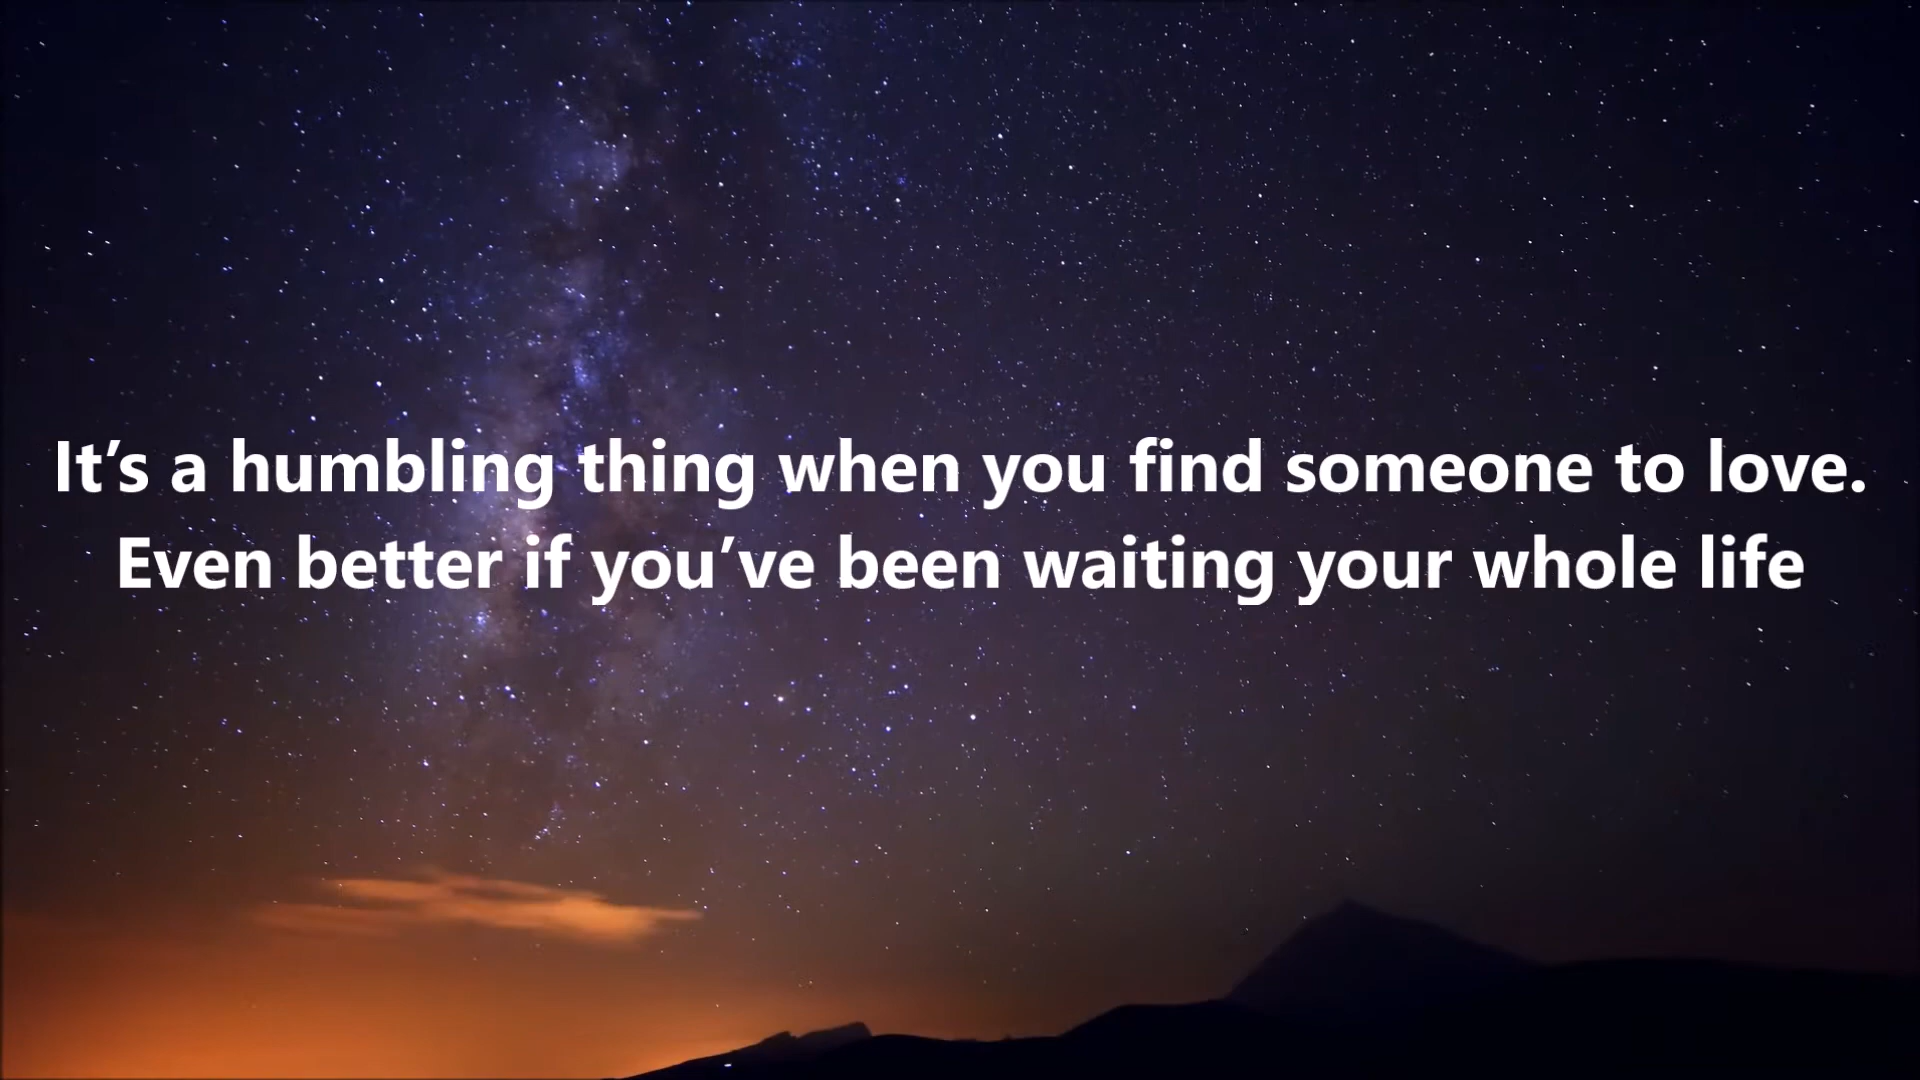 It’s a humbling thing when you find someone to love.
Even better if you’ve been waiting your whole life